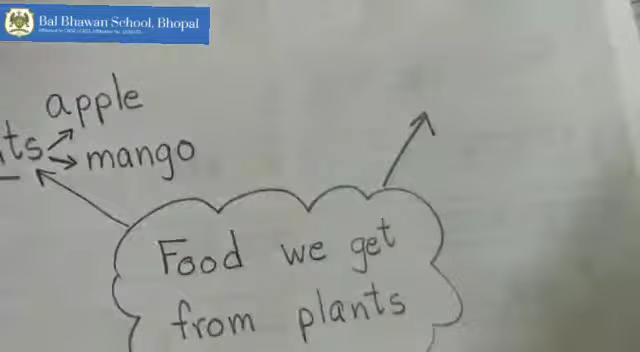 Bal Bhawan School, Bhopal
apple
mango
Food we get
from plants